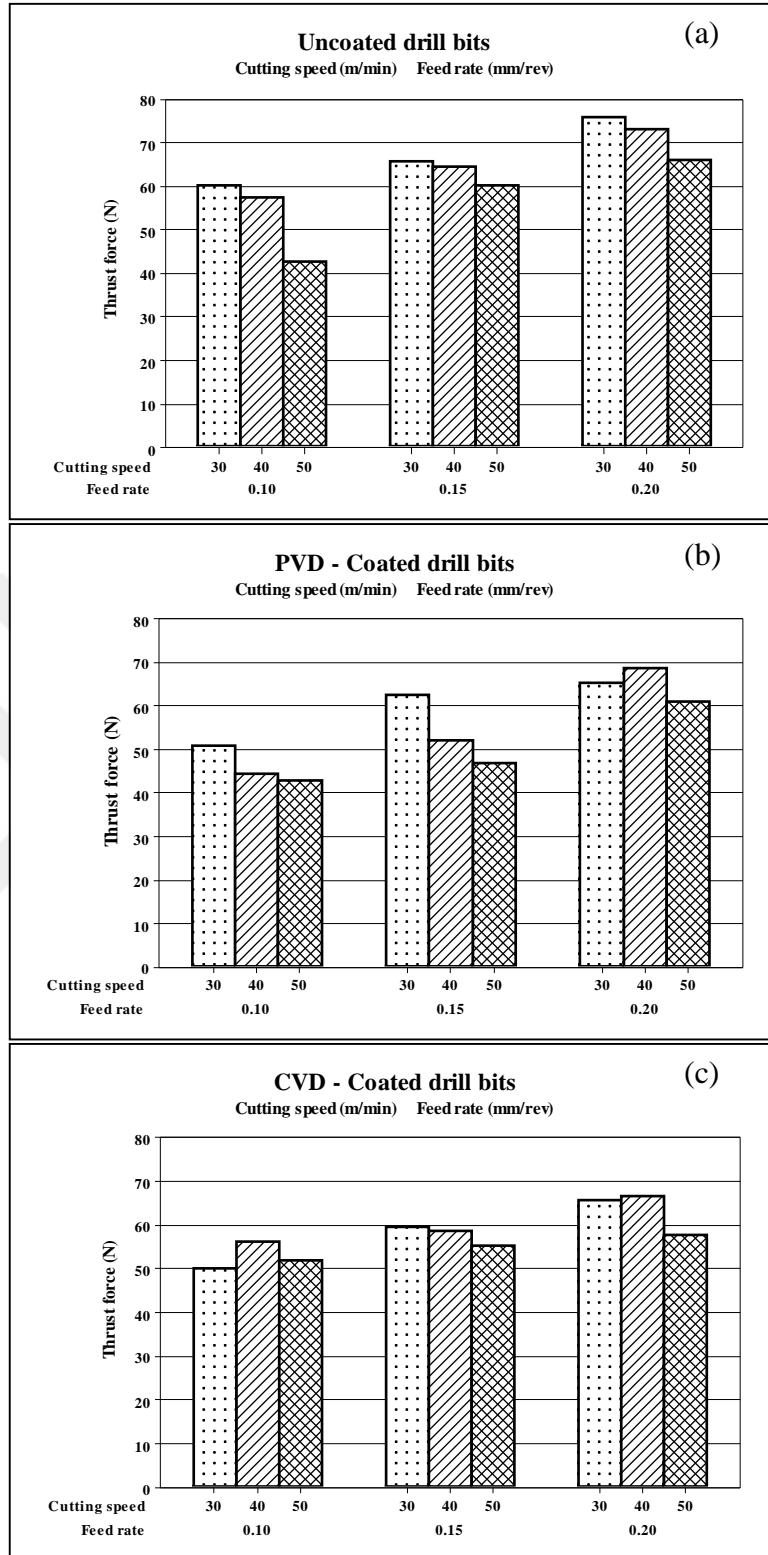 (a)
Uncoated drill bits
Cutting speed (m/min) Feed rate (mm/rev)
80
70
60
50
40
30
20
10
0
Thrust force (N)
Cutting speed 30 40 50 30 40 50 30 40 50
Feed rate 0.10 0.15 0.20
(b)
PVD - Coated drill bits
Cutting speed (m/min) Feed rate (mm/rev)
80
70
60
50
40
30
20
10
0
Thrust force (N)
Cutting speed 30 40 50 30 40 50 30 40 50
Feed rate 0.10 0.15 0.20
(c)
CVD - Coated drill bits
Cutting speed (m/min) Feed rate (mm/rev)
80
70
60
50
40
30
20
10
0
Thrust force (N)
Cutting speed 30 40 50 30 40 50 30 40 50
Feed rate 0.10 0.15 0.20